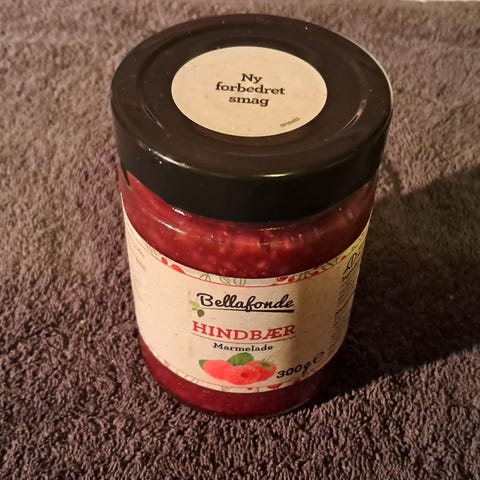 Ny
forbedret
smag
Bellafonde
HINDBÆR
Marmelade
300g e